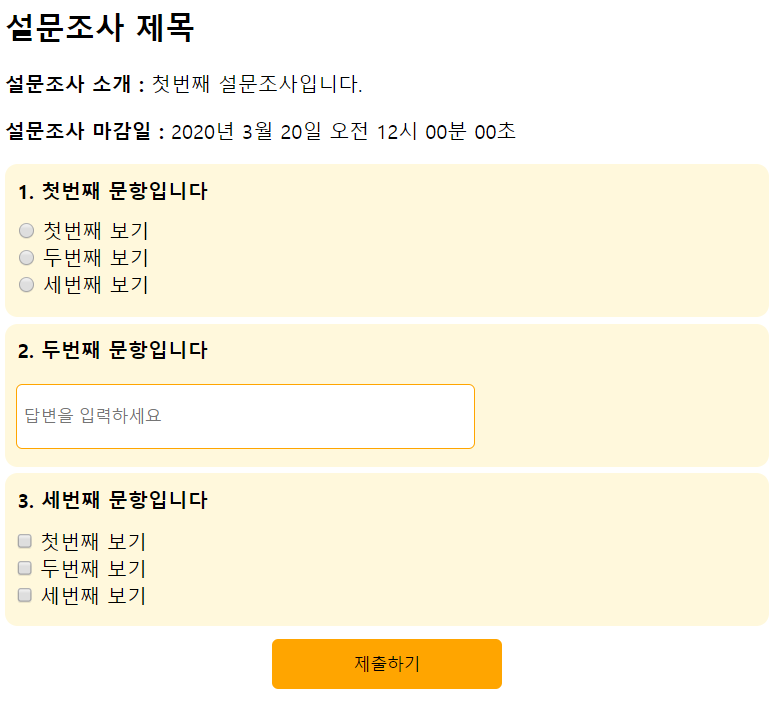 설문조사 제목
설문조사 소개 : 첫번째 설문조사입니다.
설문조사 마감일 : 2020년 3월 20일 오전 12시 00분 00초
1. 첫번째 문항입니다
첫번째 보기
두번째 보기
세번째 보기
2. 두번째 문항입니다
답변을 입력하세요
3. 세번째 문항입니다
첫번째 보기
두번째 보기
세번째 보기
제출하기